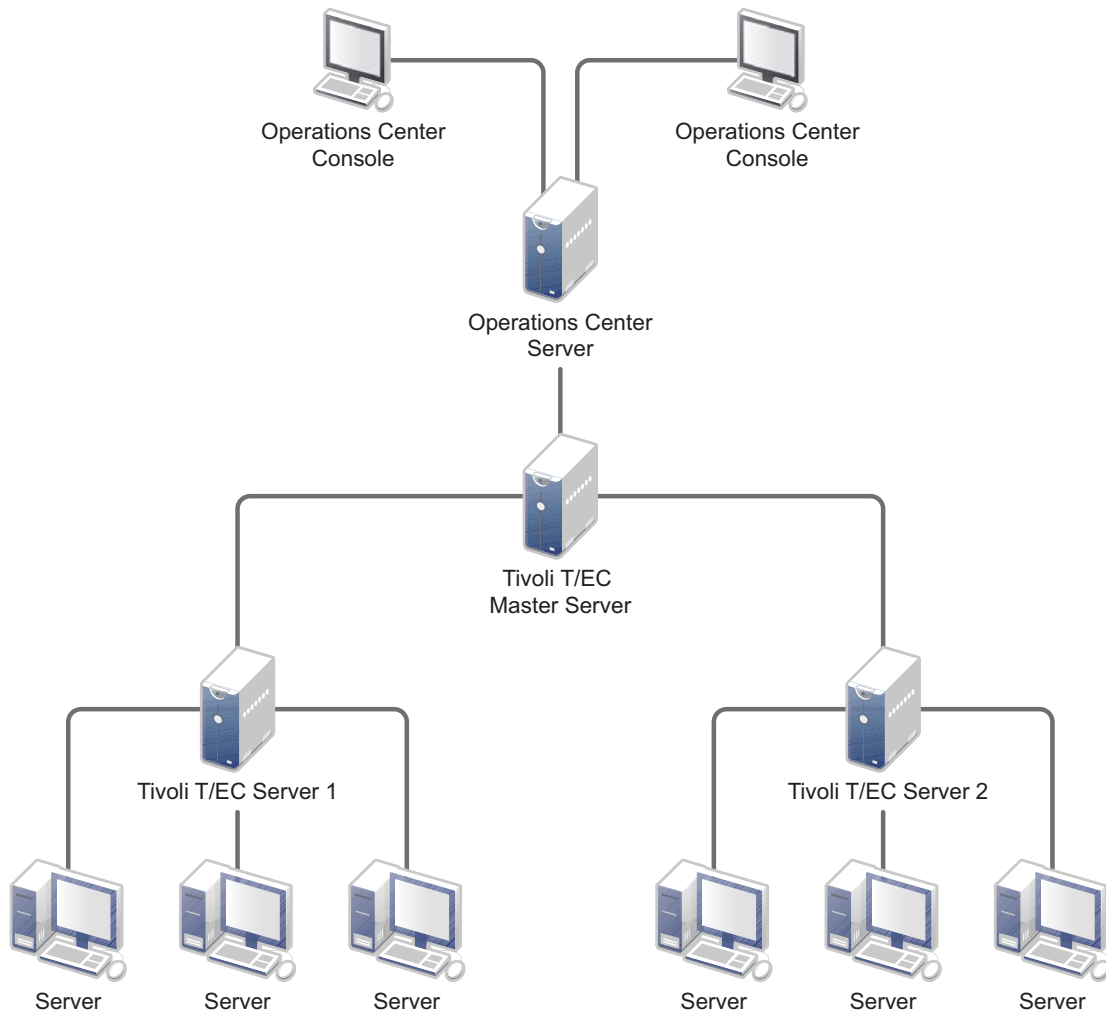 Operations Center
Console
Operations Center
Console
Operations Center
Server
Tivoli T/EC
Master Server
Tivoli T/EC Server 1
Tivoli T/EC Server 2
Server
Server
Server
Server
Server
Server